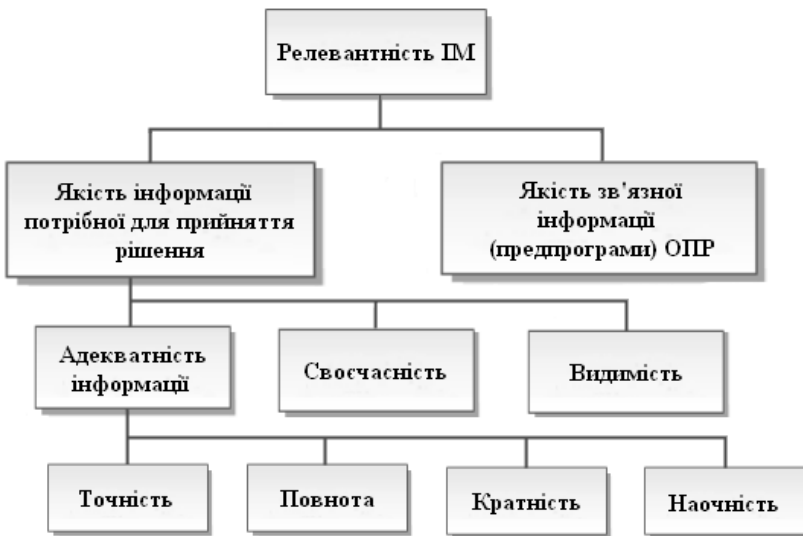 Релевантність ІМ
Якість інформації
потрібної для прийняття
рішення
Якість зв'язної
інформації
(предпрограми) ОПР
Адекватність
інформації
Своєчасність
Видимість
Точність
Повнота
Кратність
Наочність